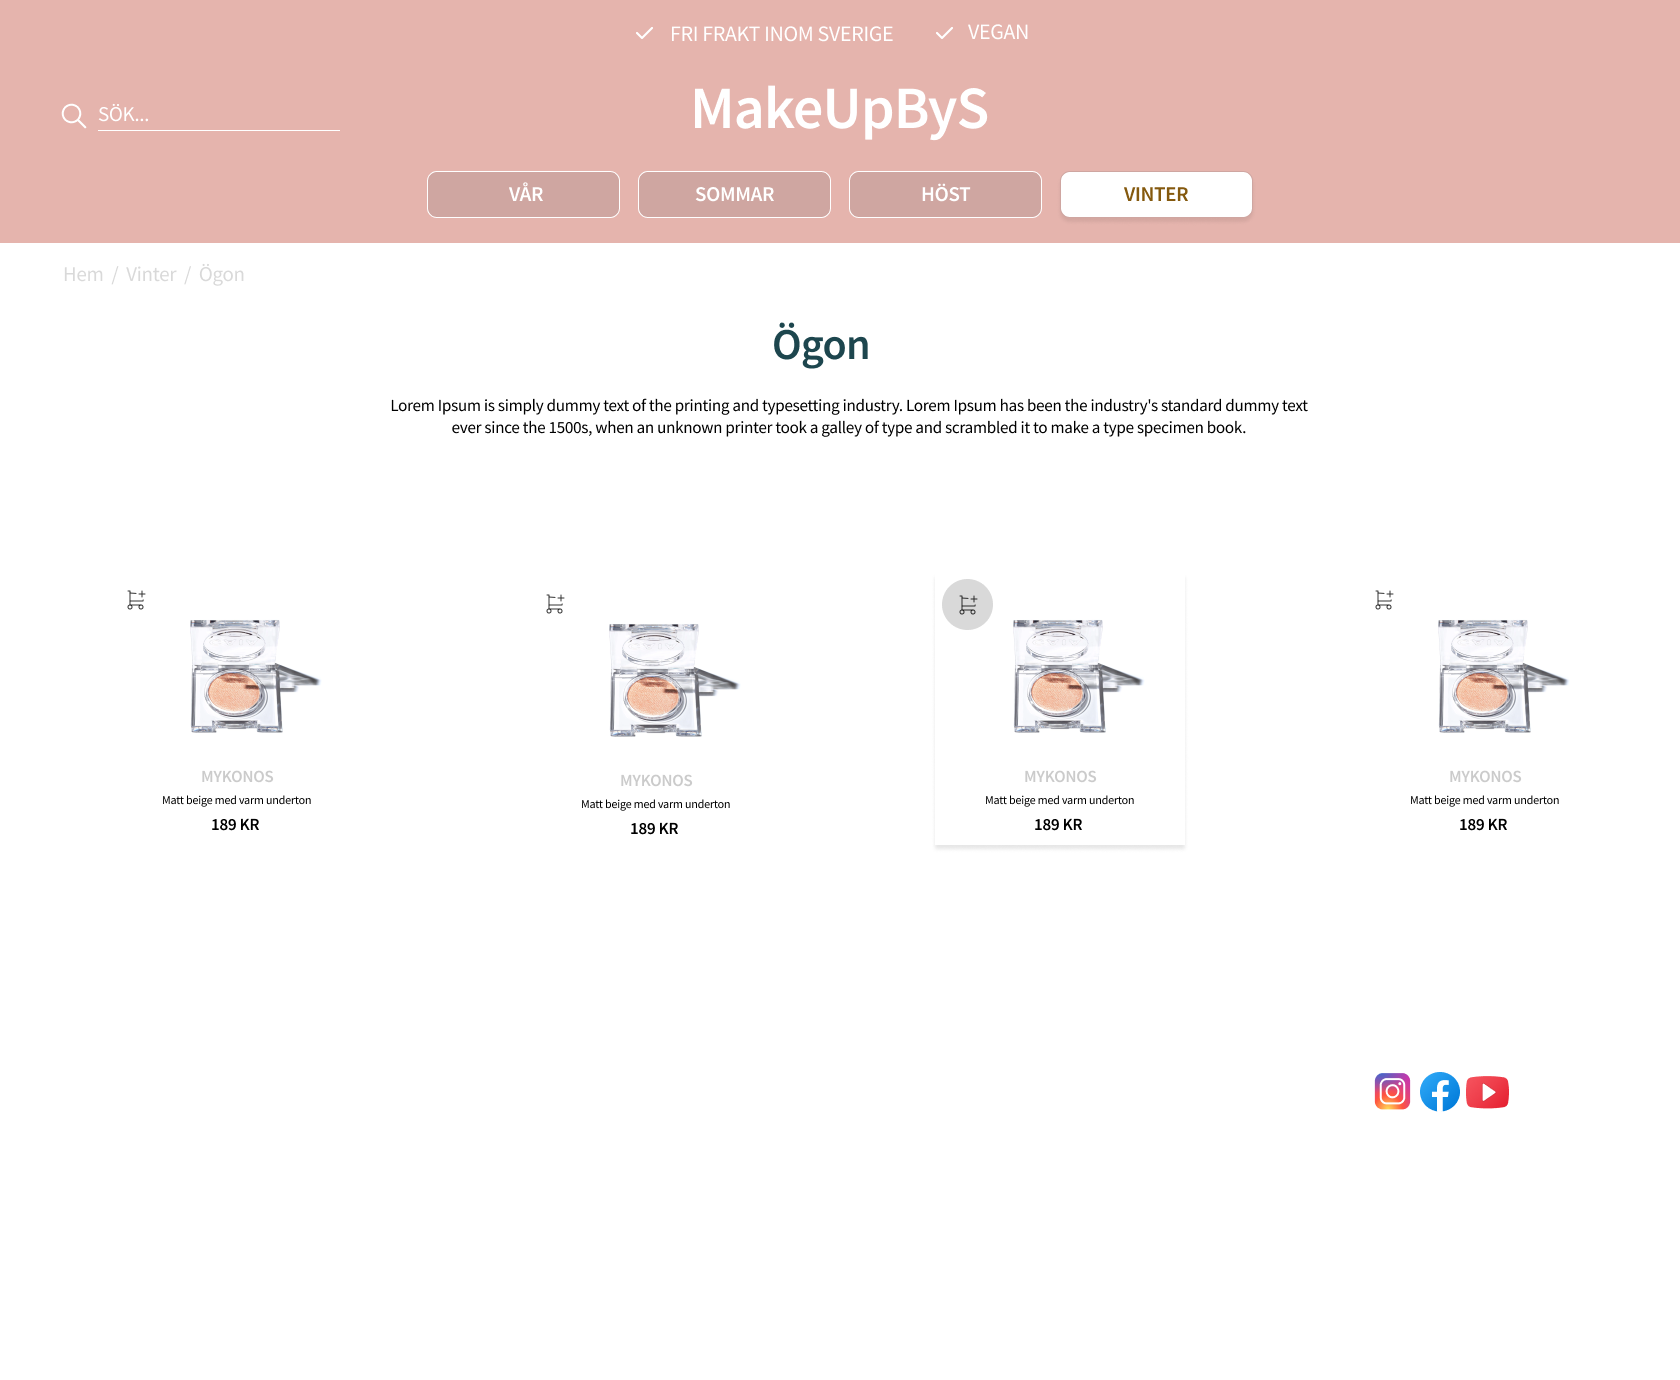 FRI FRAKT INOM SVERIGE
VEGAN
SÖK...
MakeUpByS
VÅR
SOMMAR
HÖST
VINTER
Hem / Vinter / Ögon
Ögon
Lorem Ipsum is simply dummy text of the printing and typesetting industry. Lorem Ipsum has been the industry's standard dummy text
ever since the 1500s, when an unknown printer took a galley of type and scrambled it to make a type specimen book.
MYKONOS
Matt beige med varm underton
189 KR
MYKONOS
Matt beige med varm underton
189 KR
MYKONOS
Matt beige med varm underton
189 KR
MYKONOS
Matt beige med varm underton
189 KR